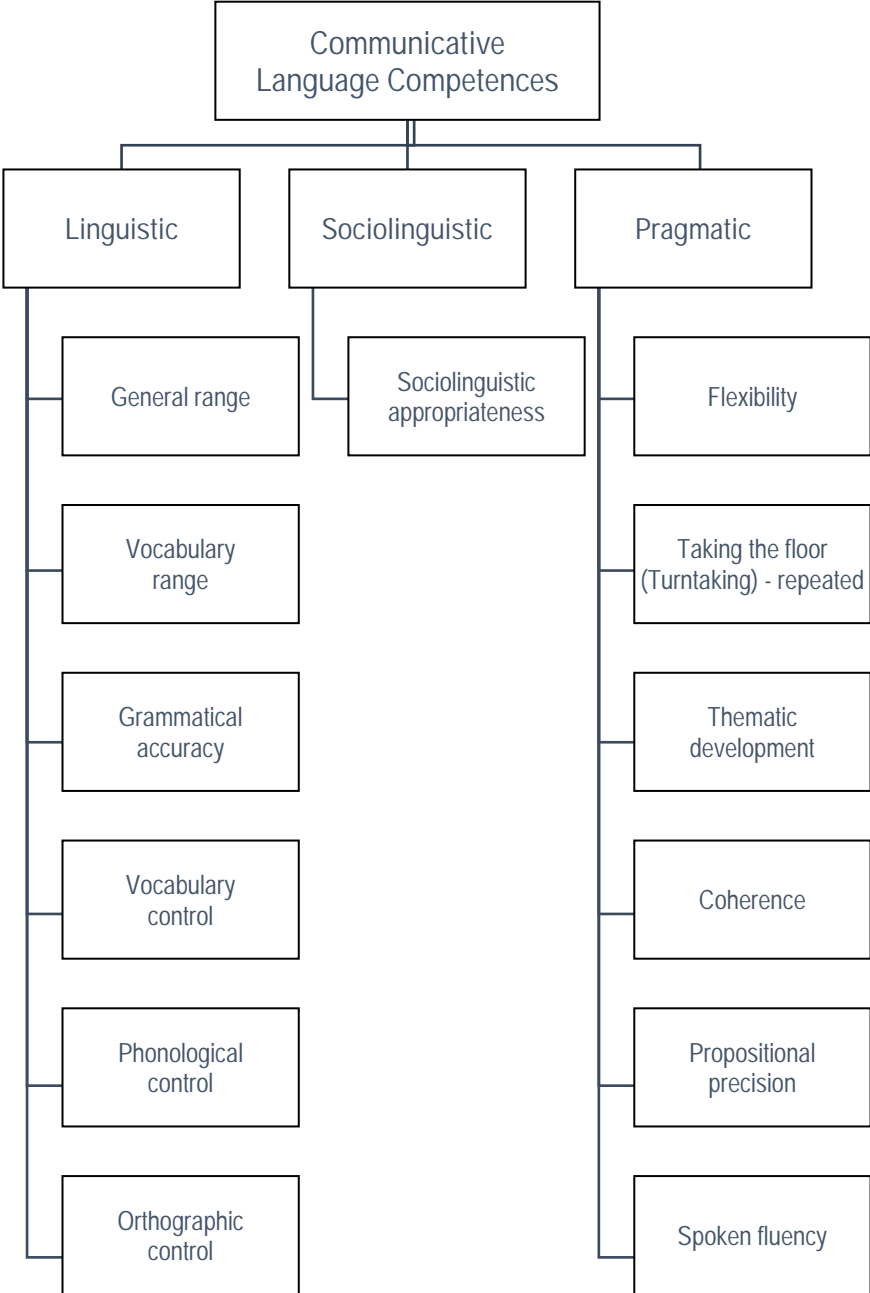 Communicative
Language Competences
Linguistic
Sociolinguistic
Pragmatic
General range
Sociolinguistic
appropriateness
Flexibility
Vocabulary
range
Taking the floor
(Turntaking) - repeated
Grammatical
accuracy
Thematic
development
Vocabulary
control
Coherence
Phonological
control
Propositional
precision
Orthographic
control
Spoken fluency